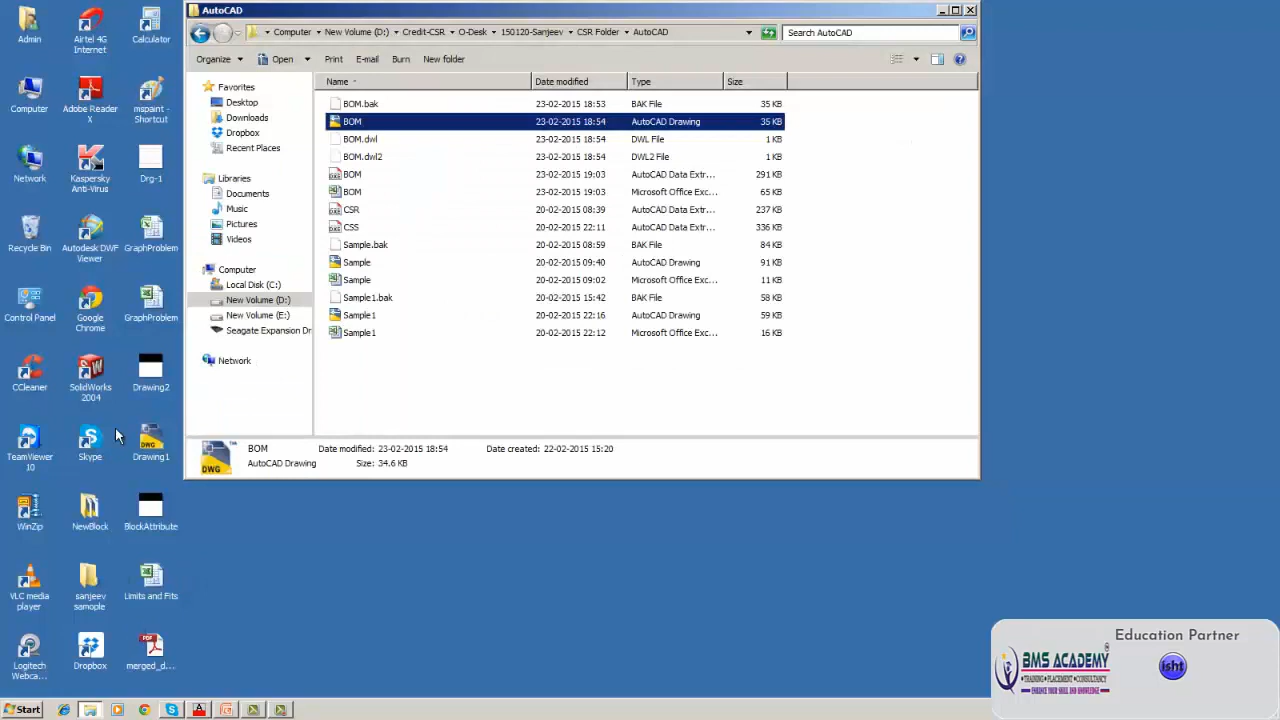 AutoCAD
Computer New Volume (D:) Credit-CSR O-Desk 150120-Sanjeev CSR Folder AutoCAD
Search AutoCAD
Organize Open Print E-mail Burn New folder
Favorites
Desktop
Downloads
Dropbox
Recent Places
Libraries
Documents
Music
Pictures
Videos
Computer
Local Disk (C:)
New Volume (D:)
New Volume (E:)
Seagate Expansion Dr
Network
Name Date modified Type Size
BOM.bak 23-02-2015 18:53 BAK File 35 KB
BOM 23-02-2015 18:54 AutoCAD Drawing 35 KB
BOM.dwl 23-02-2015 18:54 DWL File 1 KB
BOM.dwl2 23-02-2015 18:54 DWL2 File 1 KB
BOM 23-02-2015 19:03 AutoCAD Data Extr... 291 KB
BOM 23-02-2015 19:03 Microsoft Office Exc... 65 KB
CSR 20-02-2015 08:39 AutoCAD Data Extr... 237 KB
CSS 20-02-2015 22:11 AutoCAD Data Extr... 336 KB
Sample.bak 20-02-2015 08:59 BAK File 84 KB
Sample 20-02-2015 09:40 AutoCAD Drawing 91 KB
Sample 20-02-2015 09:02 Microsoft Office Exc... 11 KB
Sample1.bak 20-02-2015 15:42 BAK File 58 KB
Sample1 20-02-2015 22:16 AutoCAD Drawing 59 KB
Sample1 20-02-2015 22:12 Microsoft Office Exc... 16 KB
DWG
BOM Date modified: 23-02-2015 18:54 Date created: 22-02-2015 15:20
AutoCAD Drawing Size: 34.6 KB
Admin
Airtel 4G
Internet
Calculator
Computer
Adobe Reader
X
mspaint -
Shortcut
Network
Kaspersky
Anti-Virus
Drg-1
Recycle Bin
Autodesk DWF
Viewer
GraphProblem
Control Panel
Google
Chrome
GraphProblem
CCleaner
SolidWorks
2004
Drawing2
TeamViewer
10
Skype
Drawing1
WinZip
NewBlock
BlockAttribute
VLC media
player
sanjeev
samople
Limits and Fits
Logitech
Webca...
Dropbox
merged_d...
Start
Education Partner
BMS ACADEMY
TRAINING PLACEMENT CONSULTANCY
ENHANCE YOUR SKILL AND KNOWLEDGE
isht